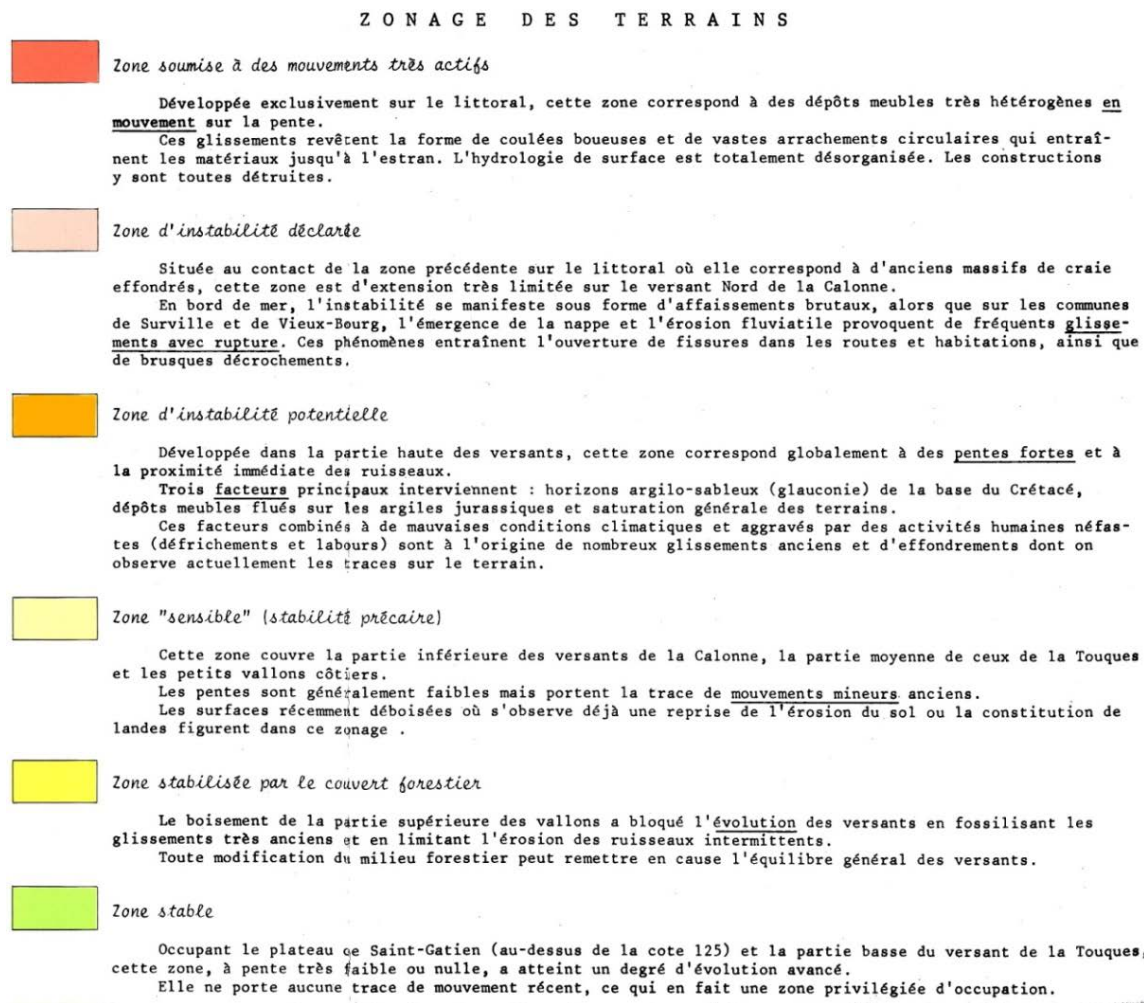 ZONAGE DES TERRAINS
Zone soumise à des mouvements très actifs
Développée exclusivement sur le littoral, cette zone correspond à des dépôts meubles très hétérogènes en
mouvement sur la pente.
Ces glissements revêtent la forme de coulées boueuses et de vastes arrachements circulaires qui entraî-
nent les matériaux jusqu'à l'estran. L'hydrologie de surface est totalement désorganisée. Les constructions
y sont toutes détruites.
Zone d'instabilité déclarée
Située au contact de la zone précédente sur le littoral où elle correspond à d'anciens massifs de craie
effondrés, cette zone est d'extension très limitée sur le versant Nord de la Calonne.
En bord de mer, l'instabilité se manifeste sous forme d'affaissements brutaux, alors que sur les communes
de Surville et de Vieux-Bourg, l'émergence de la nappe et l'érosion fluviatile provoquent de fréquents glisse-
ments avec rupture. Ces phénomènes entraînent l'ouverture de fissures dans les routes et habitations, ainsi que
de brusques décrochements.
Zone d'instabilité potentielle
Développée dans la partie haute des versants, cette zone correspond globalement à des pentes fortes et à
la proximité immédiate des ruisseaux.
Trois facteurs principaux interviennent : horizons argilo-sableux (glauconie) de la base du Crétacé,
dépôts meubles flués sur les argiles jurassiques et saturation générale des terrains.
Ces facteurs combinés à de mauvaises conditions climatiques et aggravés par des activités humaines néfas-
tes (défrichements et labours) sont à l'origine de nombreux glissements anciens et d'effondrements dont on
observe actuellement les traces sur le terrain.
Zone "sensible" (stabilité précaire)
Cette zone couvre la partie inférieure des versants de la Calonne, la partie moyenne de ceux de la Touques
et les petits vallons côtiers.
Les pentes sont généralement faibles mais portent la trace de mouvements mineurs anciens.
Les surfaces récemment déboisées où s'observe déjà une reprise de l'érosion du sol ou la constitution de
landes figurent dans ce zonage .
Zone stabilisée par le couvert forestier
Le boisement de la partie supérieure des vallons a bloqué l'évolution des versants en fossilisant les
glissements très anciens et en limitant l'érosion des ruisseaux intermittents.
Toute modification du milieu forestier peut remettre en cause l'équilibre général des versants.
Zone stable
Occupant le plateau de Saint-Gatien (au-dessus de la cote 125) et la partie basse du versant de la Touques,
cette zone, à pente très faible ou nulle, a atteint un degré d'évolution avancé.
Elle ne porte aucune trace de mouvement récent, ce qui en fait une zone privilégiée d'occupation.